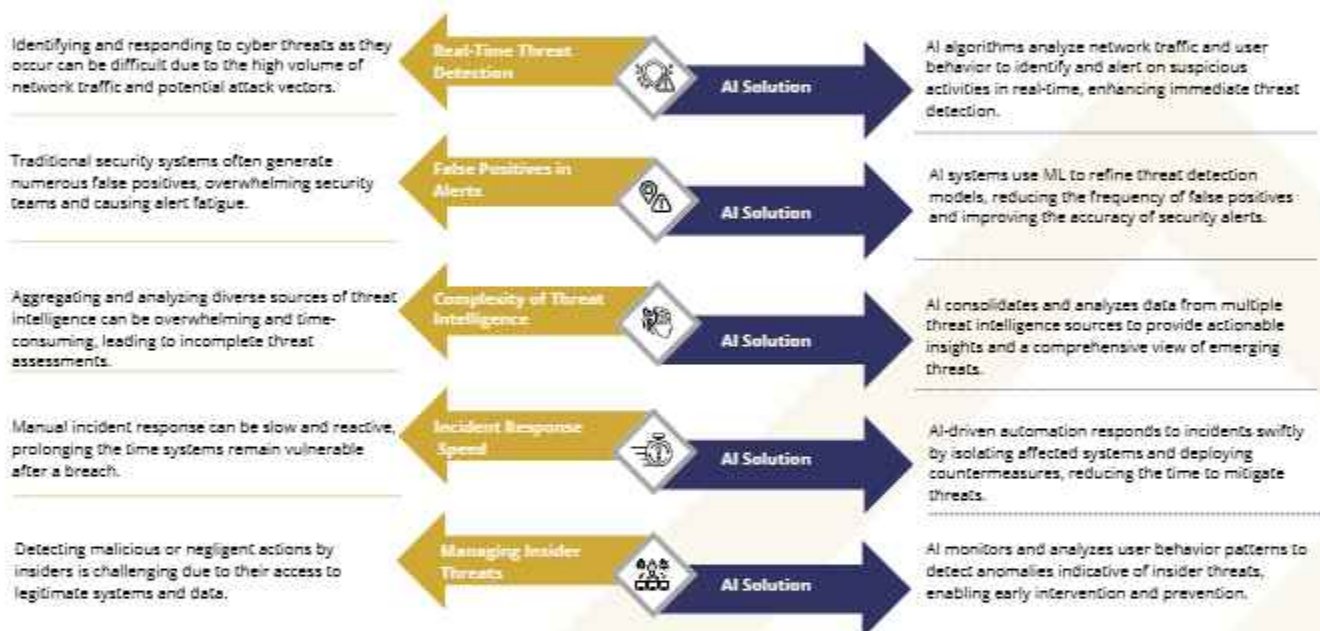 Identifying and responding to cyber threats as they
occur can be difficult due to the high volume of
network traffic and potential attack vectors.
Real-Time Threat
Detection
AI Solution
AI algorithms analyze network traffic and user
behavior to identify and alert on suspicious
activities in real-time, enhancing immediate threat
detection.
Traditional security systems often generate
numerous false positives, overwhelming security
teams and causing alert fatigue.
False Positives in
Alerts
AI Solution
AI systems use ML to refine threat detection
models, reducing the frequency of false positives
and improving the accuracy of security alerts.
Aggregating and analyzing diverse sources of threat
intelligence can be overwhelming and time-
consuming, leading to incomplete threat
assessments.
Complexity of Threat
Intelligence
AI Solution
AI consolidates and analyzes data from multiple
threat intelligence sources to provide actionable
insights and a comprehensive view of emerging
threats.
Manual incident response can be slow and reactive,
prolonging the time systems remain vulnerable
after a breach.
Incident Response
Speed
AI Solution
AI-driven automation responds to incidents swiftly
by isolating affected systems and deploying
countermeasures, reducing the time to mitigate
threats.
Detecting malicious or negligent actions by
insiders is challenging due to their access to
legitimate systems and data.
Managing Insider
Threats
AI Solution
AI monitors and analyzes user behavior patterns to
detect anomalies indicative of insider threats,
enabling early intervention and prevention.